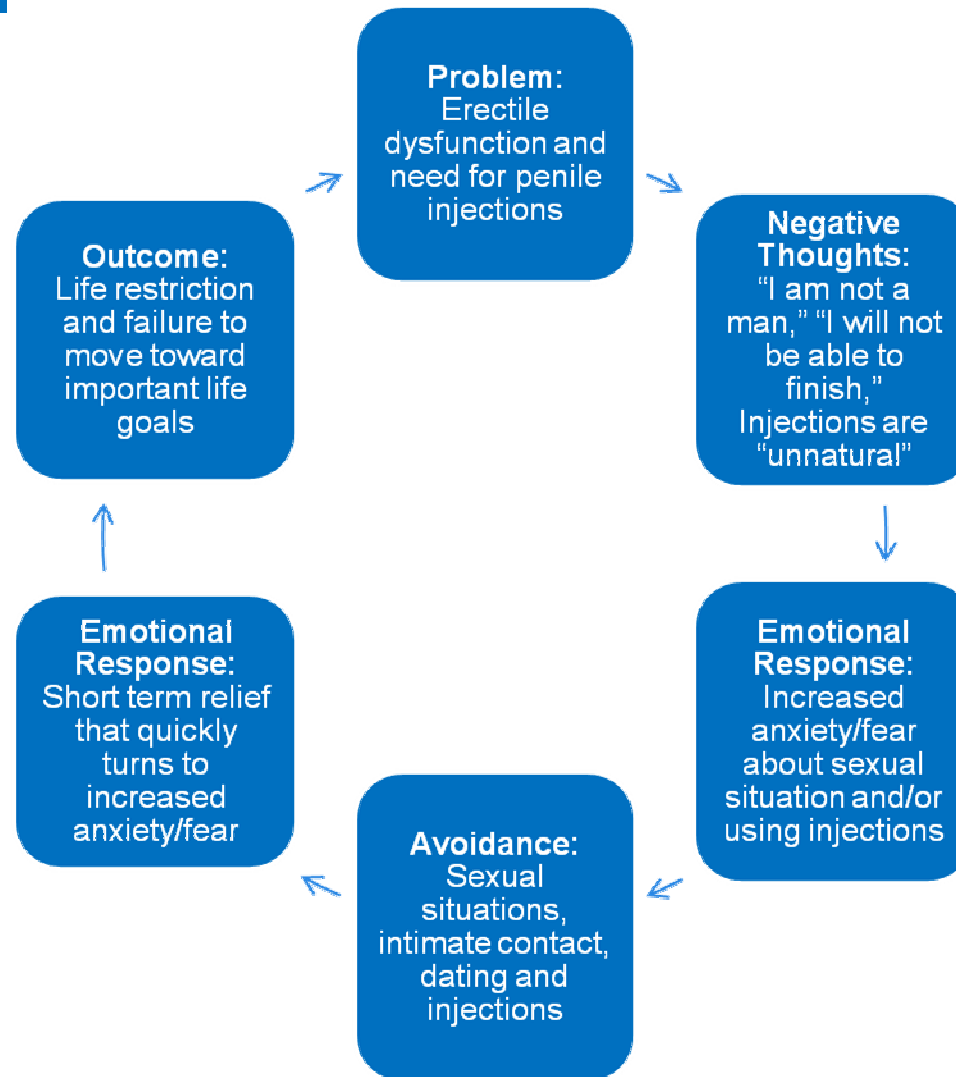 Problem:
Erectile
dysfunction and
need for penile
injections
Negative
Thoughts:
“I am not a
man,” “I will not
be able to
finish,”
Injections are
“unnatural”
Emotional
Response:
Increased
anxiety/fear
about sexual
situation and/or
using injections
Avoidance:
Sexual
situations,
intimate contact,
dating and
injections
Emotional
Response:
Short term relief
that quickly
turns to
increased
anxiety/fear
Outcome:
Life restriction
and failure to
move toward
important life
goals